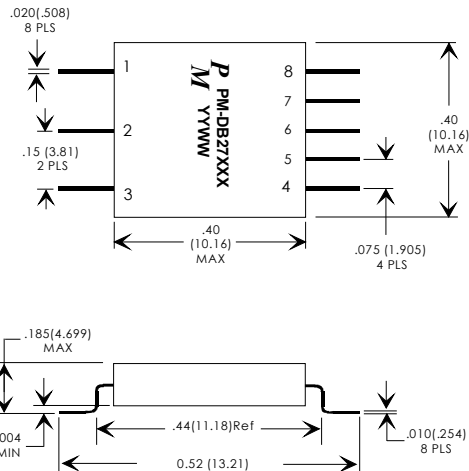 .020(.508)
8 PLS
1
2
3
.15 (3.81)
2 PLS
PM
PM-DB27XXX
YYWW
8
7
6
5
4
.40
(10.16)
MAX
.40
(10.16)
MAX
.075 (1.905)
4 PLS
.185(4.699)
MAX
.44(11.18)Ref
.010(.254)
8 PLS
0.52 (13.21)